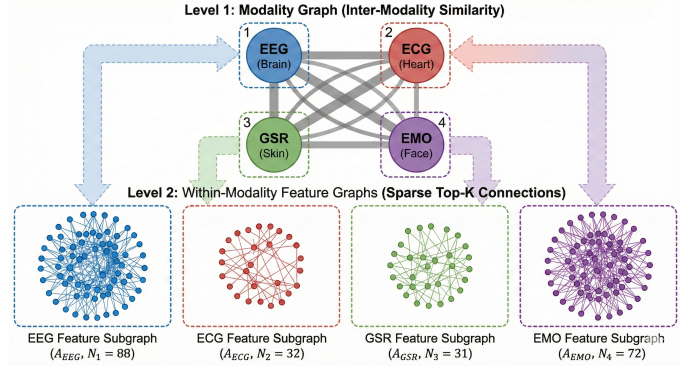 Level 1: Modality Graph (Inter-Modality Similarity)
1
EEG
(Brain)
2
ECG
(Heart)
3
GSR
(Skin)
4
EMO
(Face)
Level 2: Within-Modality Feature Graphs (Sparse Top-K Connections)
EEG Feature Subgraph
(A_EEG, N₁ = 88)
ECG Feature Subgraph
(A_ECG, N₂ = 32)
GSR Feature Subgraph
(A_GSR, N₃ = 31)
EMO Feature Subgraph
(A_EMO, N₄ = 72)